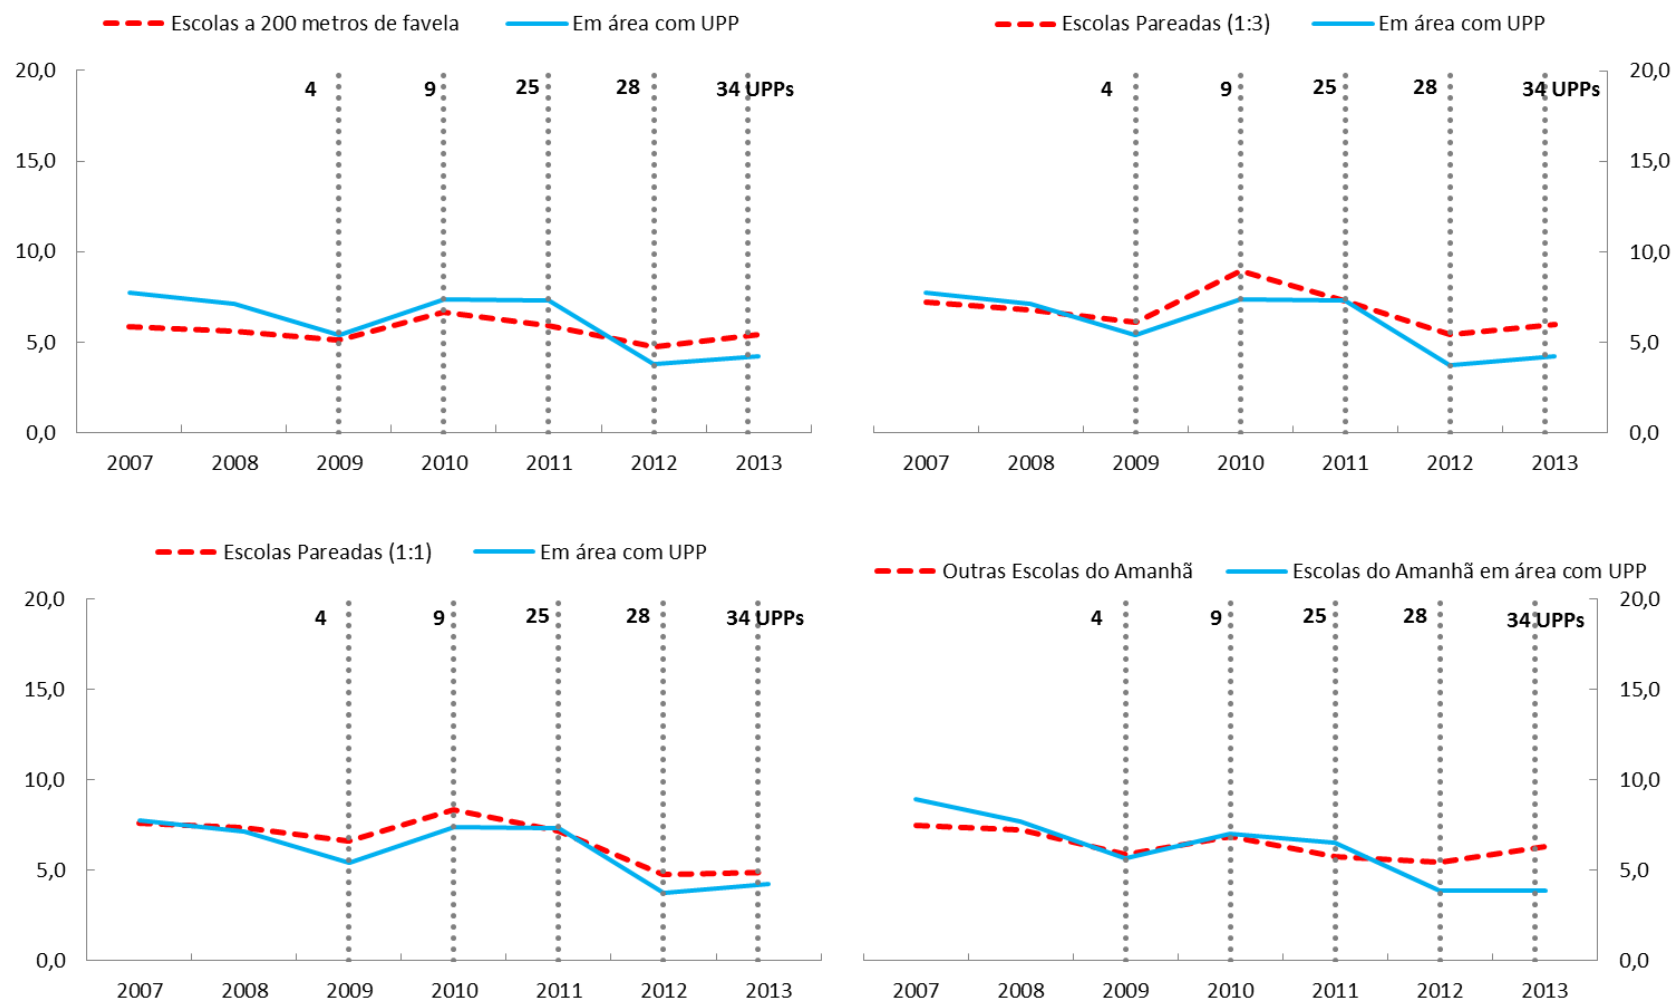 Escolas a 200 metros de favela Em área com UPP
20,0 4 9 25 28 34 UPPs
15,0
10,0
5,0
0,0
2007 2008 2009 2010 2011 2012 2013
Escolas Pareadas (1:3) Em área com UPP
4 9 25 28 34 UPPs 20,0
15,0
10,0
5,0
0,0
2007 2008 2009 2010 2011 2012 2013
Escolas Pareadas (1:1) Em área com UPP
20,0 4 9 25 28 34 UPPs
15,0
10,0
5,0
0,0
2007 2008 2009 2010 2011 2012 2013
Outras Escolas do Amanhã Escolas do Amanhã em área com UPP
4 9 25 28 34 UPPs 20,0
15,0
10,0
5,0
0,0
2007 2008 2009 2010 2011 2012 2013